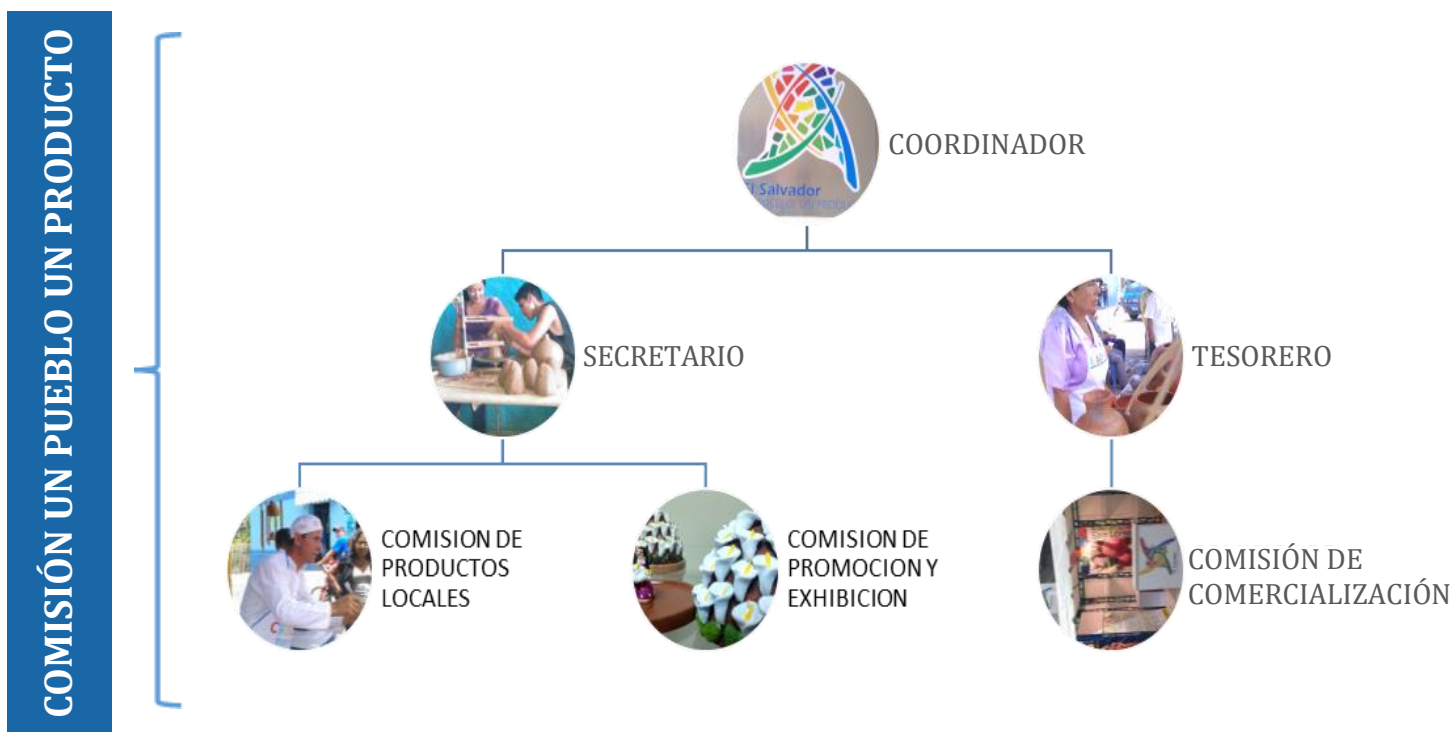 COMISIÓN UN PUEBLO UN PRODUCTO
COORDINADOR
El Salvador
SECRETARIO
TESORERO
COMISION DE
PRODUCTOS
LOCALES
COMISION DE
PROMOCION Y
EXHIBICION
COMISIÓN DE
COMERCIALIZACIÓN